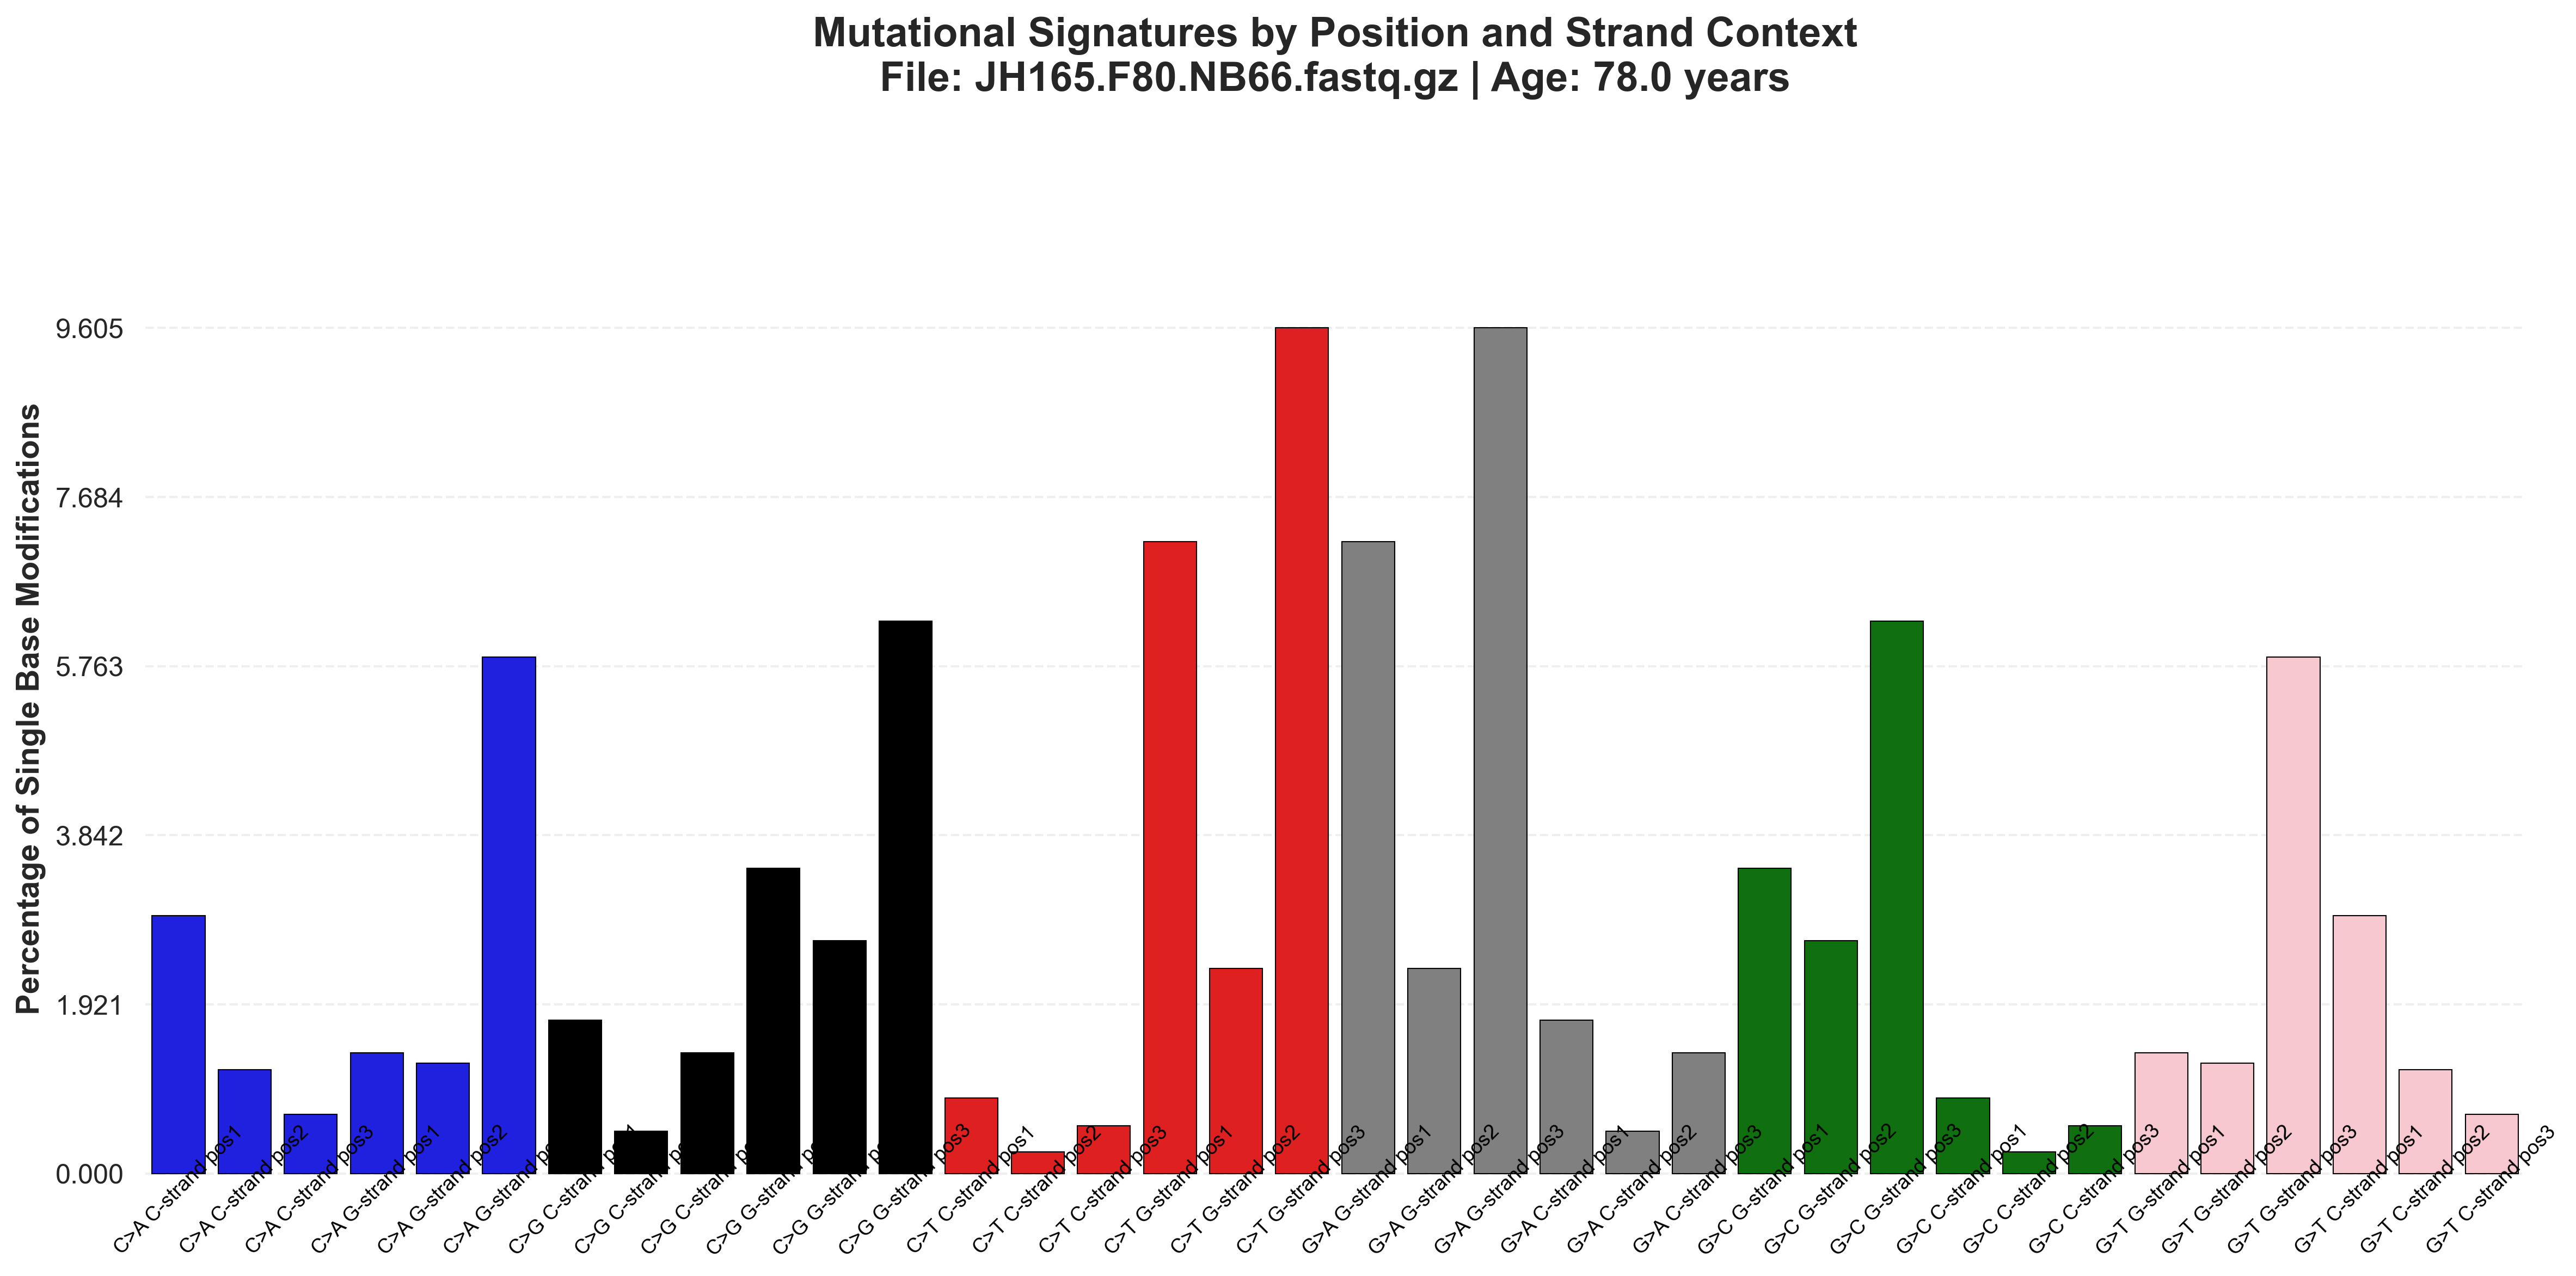 Mutational Signatures by Position and Strand Context
File: JH165.F80.NB66.fastq.gz | Age: 78.0 years
Percentage of Single Base Modifications
9.605
7.684
5.763
3.842
1.921
0.000
C>A C-strand pos1
C>A C-strand pos2
C>A C-strand pos3
C>A G-strand pos1
C>A G-strand pos2
C>A G-strand pos
C>G C-strand pos1
C>G C-strand po
C>G C-strand po
C>G G-strand po
C>G G-strand po
C>G G-strand pos3
C>T C-strand pos1
C>T C-strand pos2
C>T C-strand pos3
C>T G-strand pos1
C>T G-strand pos2
C>T G-strand pos3
G>A G-strand pos1
G>A G-strand pos2
G>A G-strand pos3
G>A C-strand pos1
G>A C-strand pos2
G>A C-strand pos3
G>C G-strand pos1
G>C G-strand pos2
G>C G-strand pos3
G>C C-strand pos1
G>C C-strand pos2
G>C C-strand pos3
G>T G-strand pos1
G>T G-strand pos2
G>T G-strand pos3
G>T C-strand pos1
G>T C-strand pos2
G>T C-strand pos3